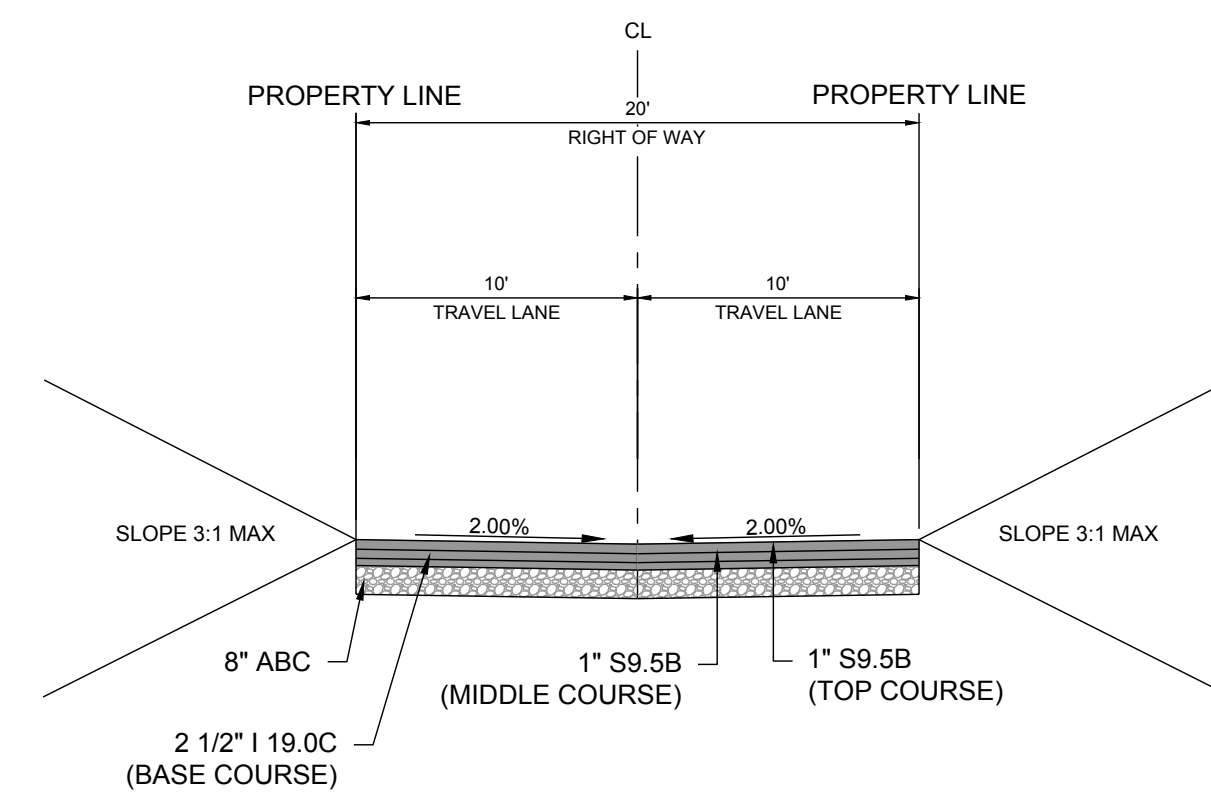 CL
PROPERTY LINE
PROPERTY LINE
20'
RIGHT OF WAY
10'
10'
TRAVEL LANE
TRAVEL LANE
SLOPE 3:1 MAX
2.00%
2.00%
SLOPE 3:1 MAX
8" ABC
1" S9.5B
(MIDDLE COURSE)
1" S9.5B
(TOP COURSE)
2 1/2" I 19.0C
(BASE COURSE)